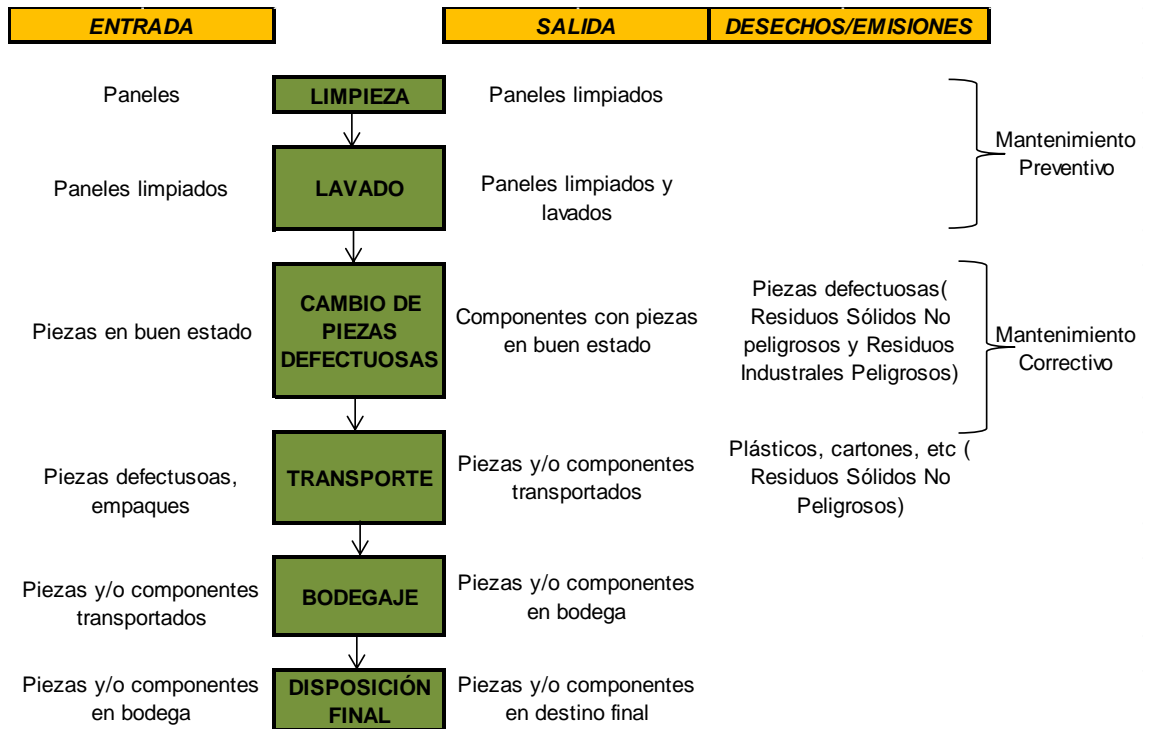 ENTRADA
SALIDA
DESECHOS/EMISIONES
Paneles
LIMPIEZA
Paneles limpiados
Mantenimiento
Preventivo
Paneles limpiados
LAVADO
Paneles limpiados y
lavados
Piezas en buen estado
CAMBIO DE
PIEZAS
DEFECTUOSAS
Componentes con piezas
en buen estado
Piezas defectuosas(
Residuos Sólidos No
peligrosos y Residuos
Industrales Peligrosos)
Mantenimiento
Correctivo
Piezas defectusoas,
empaques
TRANSPORTE
Piezas y/o componentes
transportados
Plásticos, cartones, etc (
Residuos Sólidos No
Peligrosos)
Piezas y/o componentes
transportados
BODEGAJE
Piezas y/o componentes
en bodega
Piezas y/o componentes
en bodega
DISPOSICIÓN
FINAL
Piezas y/o componentes
en destino final